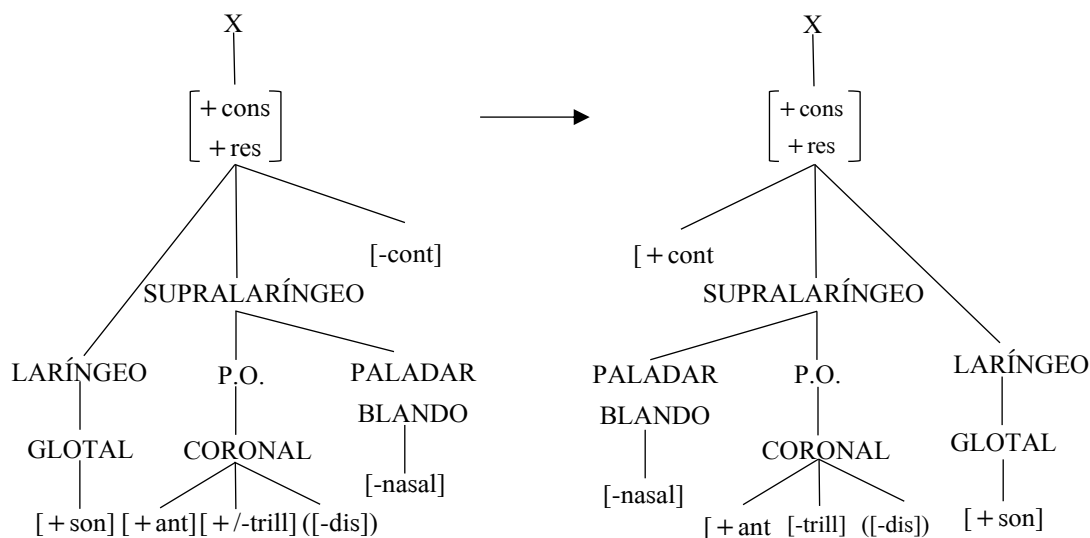 X
[+cons
+res]
[-cont]
SUPRALARÍNGEO
LARÍNGEO P.O. PALADAR
BLANDO
GLOTAL CORONAL
[-nasal]
[+son] [+ant] [+/-trill] ([-dis])
X
[+cons
+res]
[+cont
SUPRALARÍNGEO
PALADAR P.O. LARÍNGEO
BLANDO
CORONAL GLOTAL
[-nasal]
[+ant [-trill] ([-dis]) [+son]